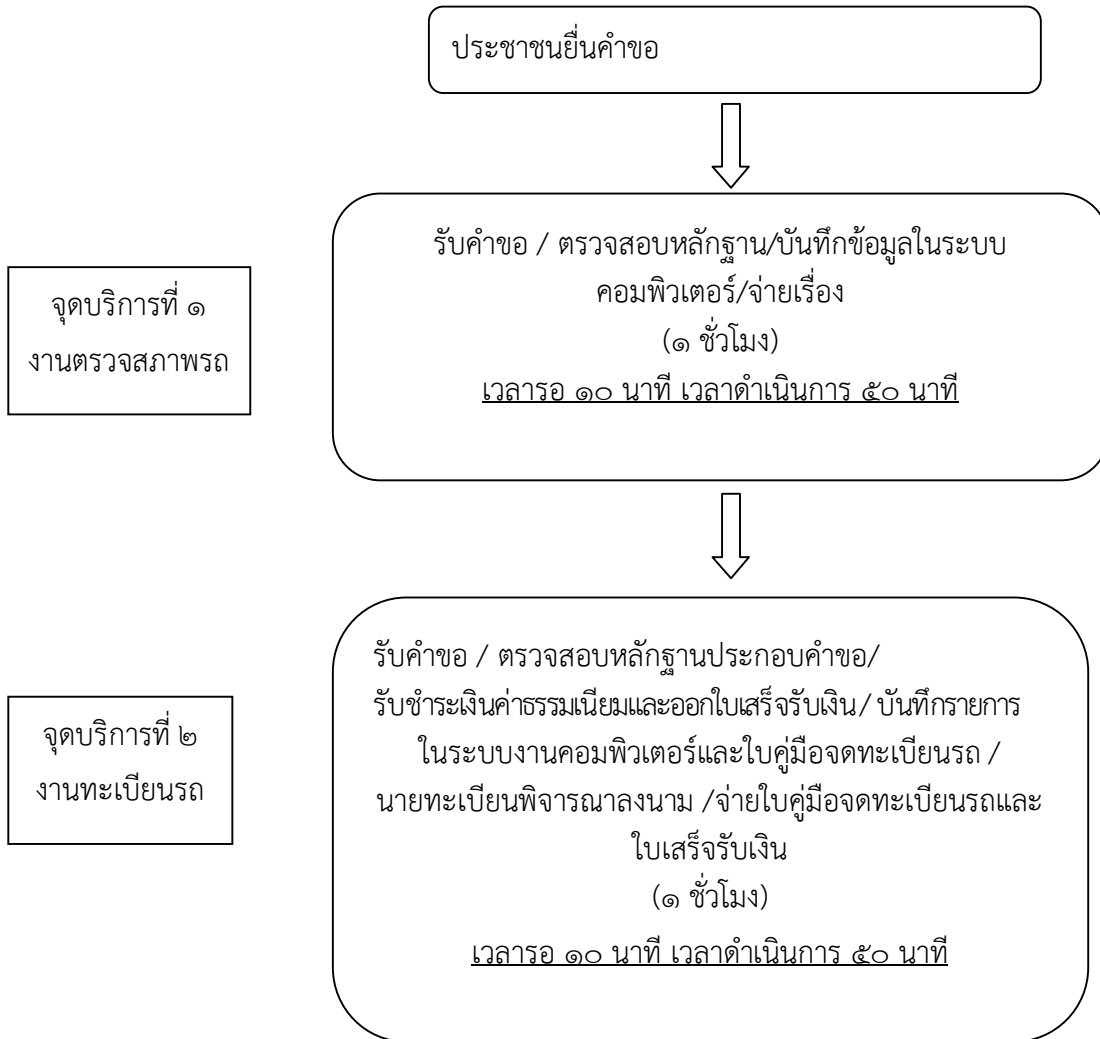 ประชาชนยื่นคำขอ
จุดบริการที่ ๑
งานตรวจสภาพรถ
รับคำขอ / ตรวจสอบหลักฐาน/บันทึกข้อมูลในระบบ
คอมพิวเตอร์/จ่ายเรื่อง
(๑ ชั่วโมง)
เวลารอ ๑๐ นาที เวลาดำเนินการ ๕๐ นาที
จุดบริการที่ ๒
งานทะเบียนรถ
รับคำขอ / ตรวจสอบหลักฐานประกอบคำขอ/
รับชำระเงินค่าธรรมเนียมและออกใบเสร็จรับเงิน / บันทึกรายการ
ในระบบงานคอมพิวเตอร์และใบคู่มือจดทะเบียนรถ /
นายทะเบียนพิจารณาลงนาม /จ่ายใบคู่มือจดทะเบียนรถและ
ใบเสร็จรับเงิน
(๑ ชั่วโมง)
เวลารอ ๑๐ นาที เวลาดำเนินการ ๕๐ นาที